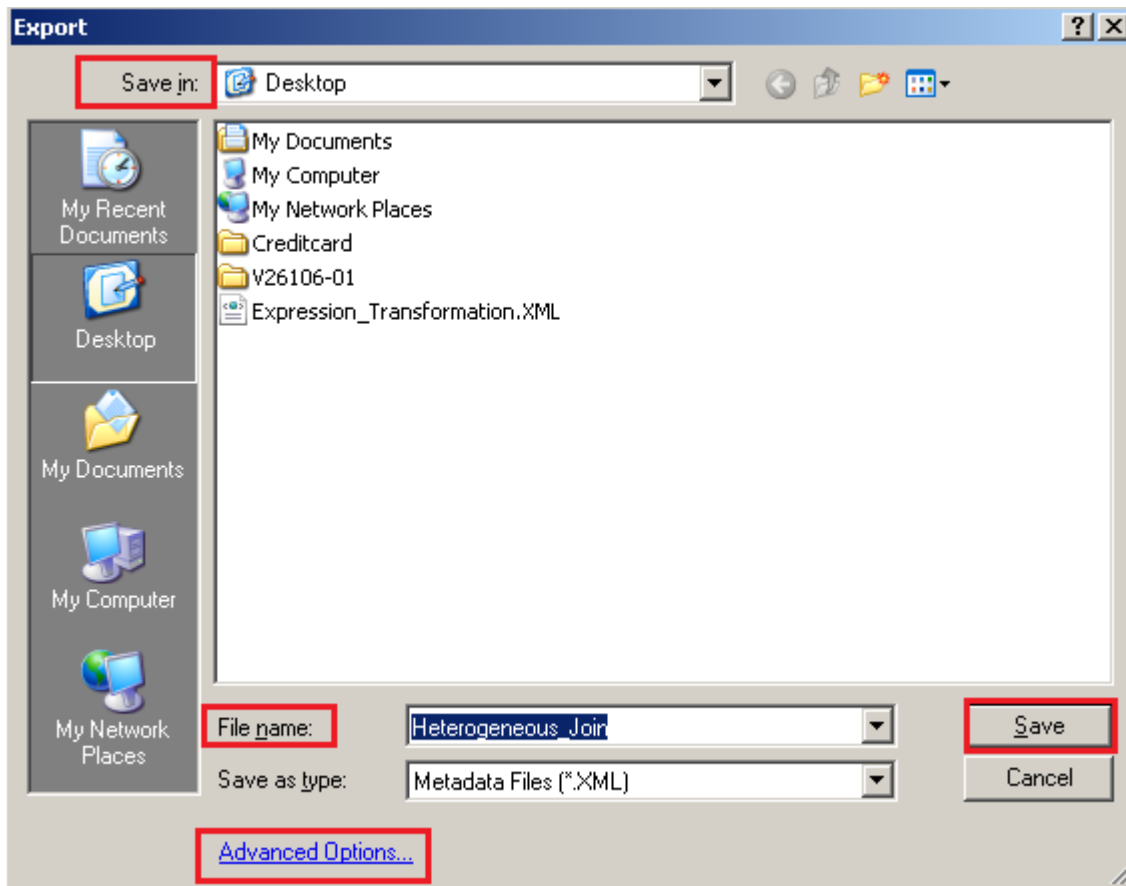 Export
Save in:
Desktop
My Recent
Documents
Desktop
My Documents
My Computer
My Network
Places
My Documents
My Computer
My Network Places
Creditcard
V26106-01
Expression_Transformation.XML
File name:
Heterogeneous_Join
Save
Save as type:
Metadata Files (*.XML)
Cancel
Advanced Options...